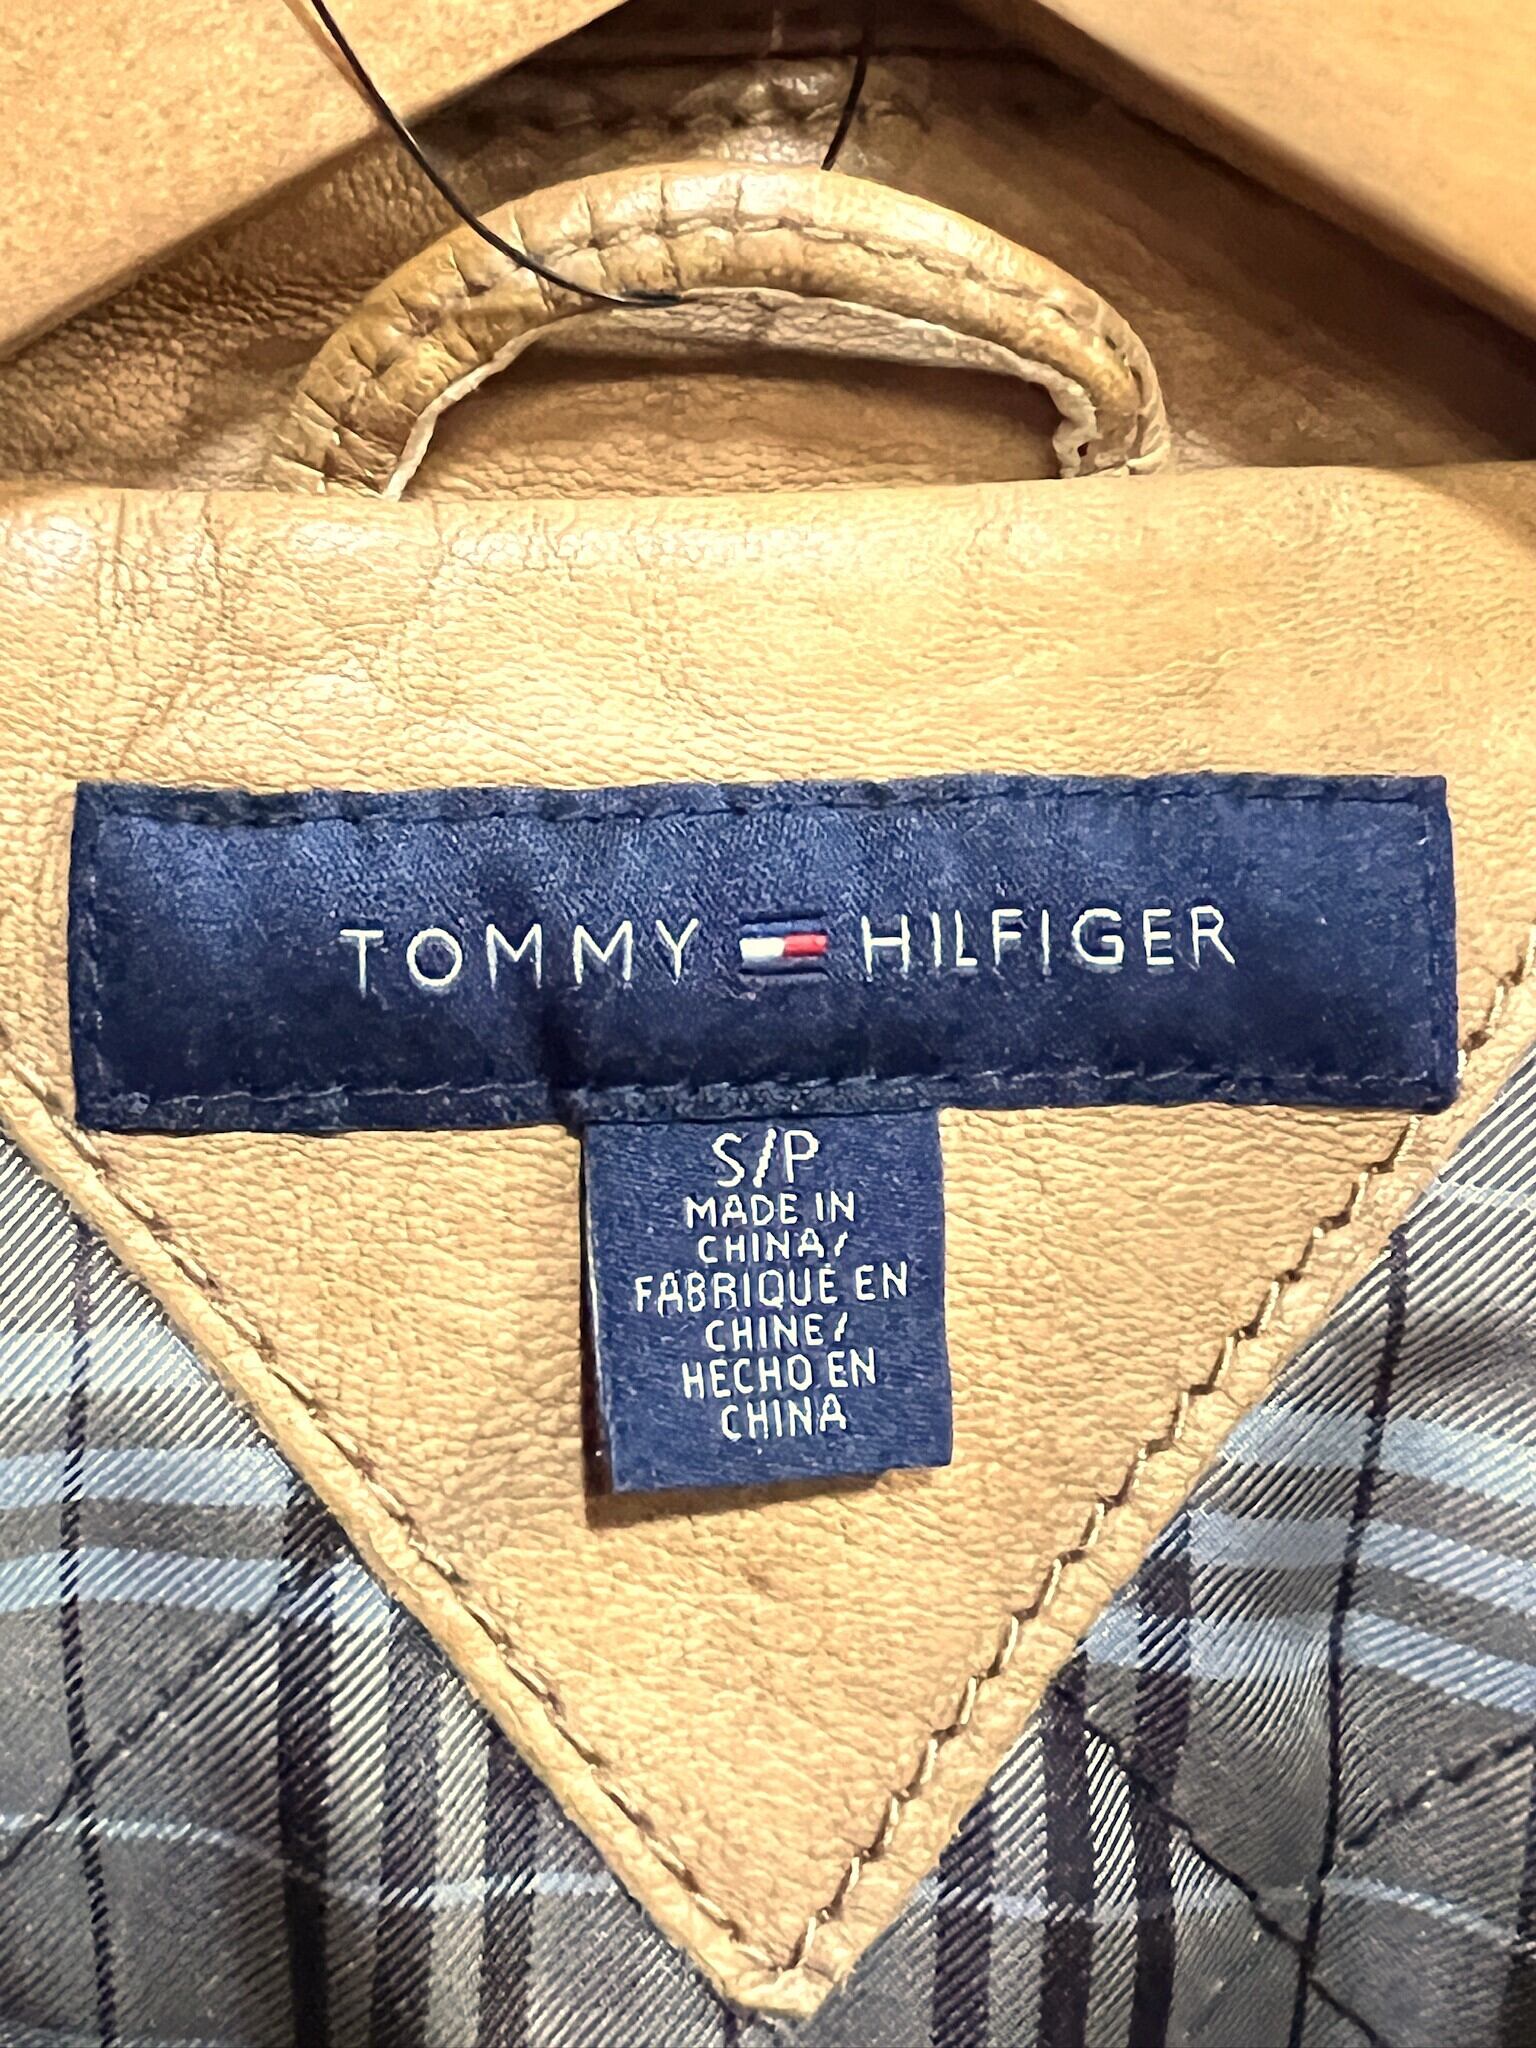 TOMMY HILFIGER
S/P
MADE IN
CHINA/
FABRIQUÉ EN
CHINE/
HECHO EN
CHINA